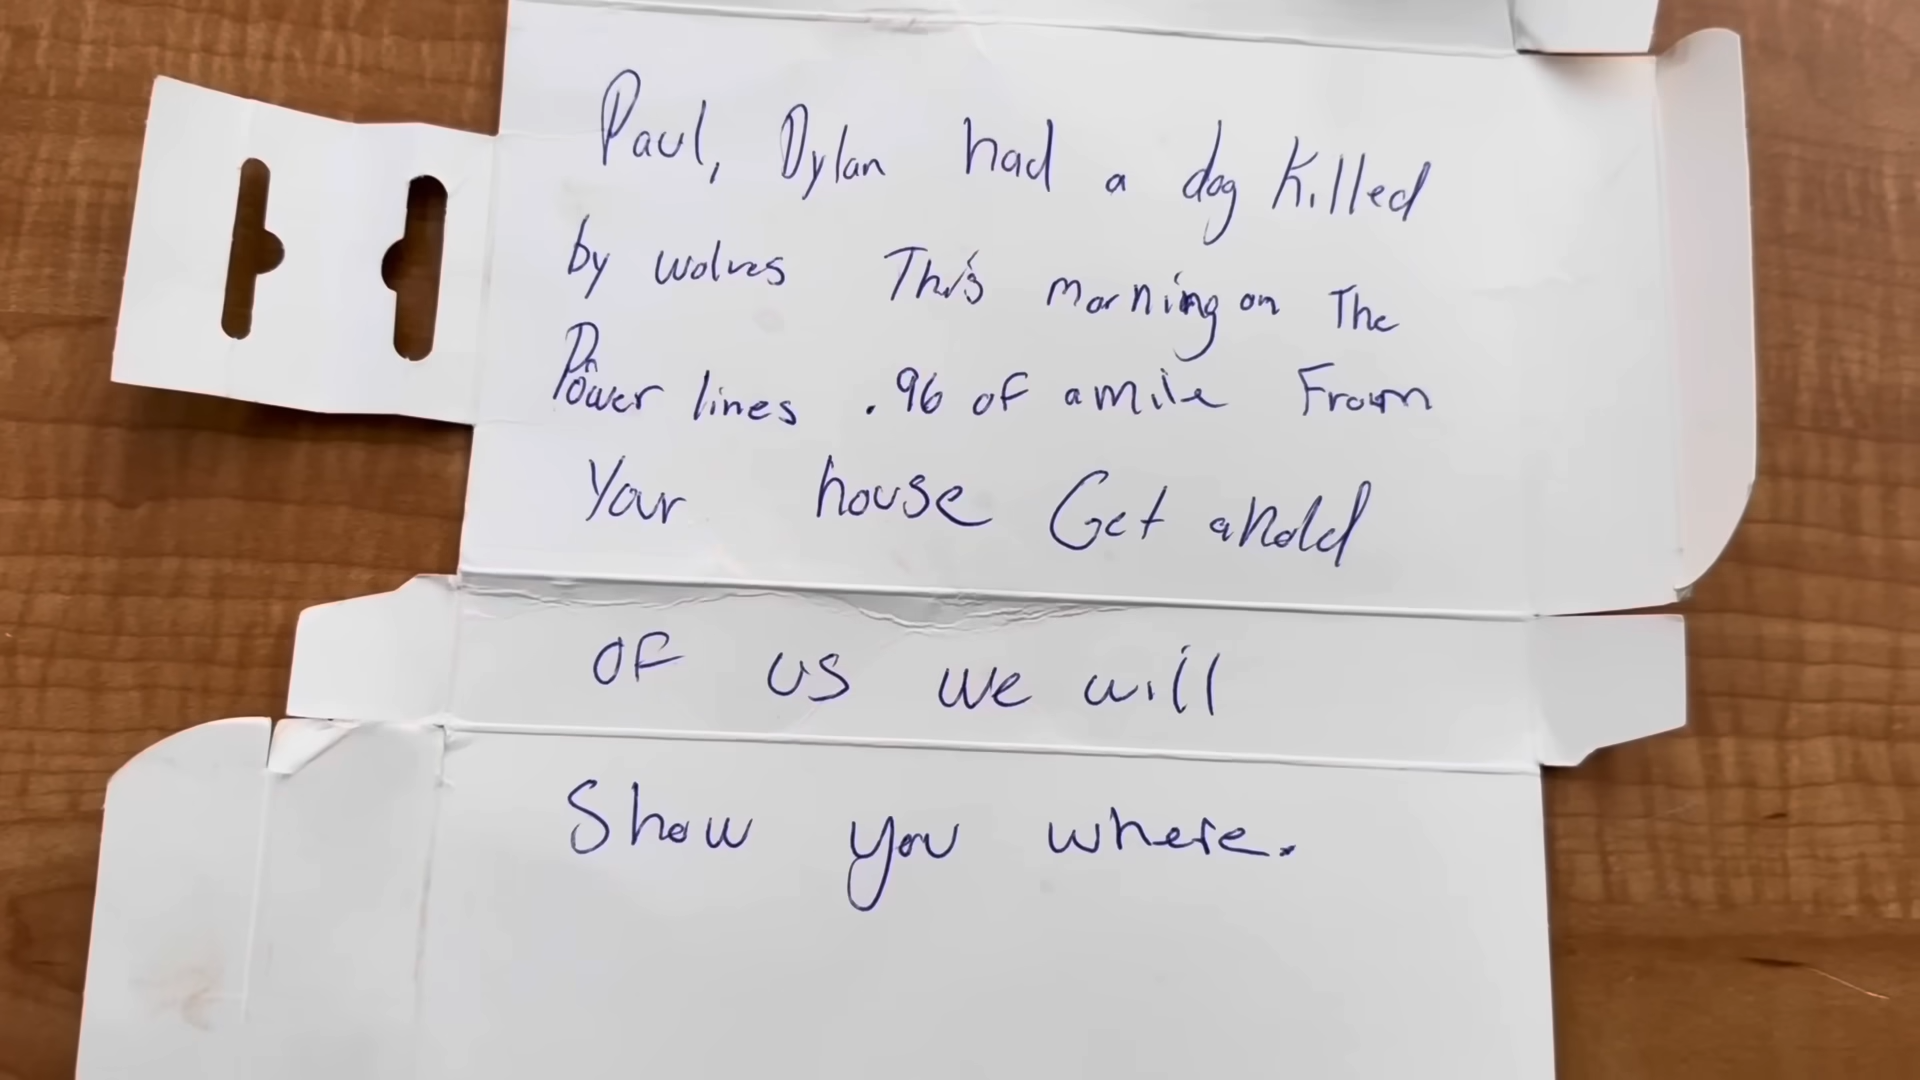 Paul, Dylan had a dog Killed
by wolves This morning on The
Power lines .96 of a mile From
Your house Get ahold
OF us we will
Show you where.